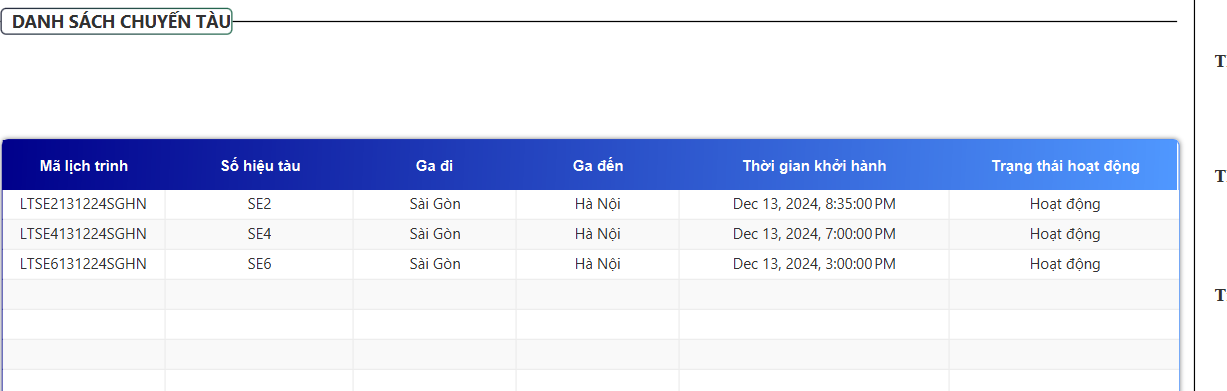 DANH SÁCH CHUYẾN TÀU
T
Mã lịch trình Số hiệu tàu Ga đi Ga đến Thời gian khởi hành Trạng thái hoạt động
T
LTSE2131224SGHN SE2 Sài Gòn Hà Nội Dec 13, 2024, 8:35:00 PM Hoạt động
LTSE4131224SGHN SE4 Sài Gòn Hà Nội Dec 13, 2024, 7:00:00 PM Hoạt động
LTSE6131224SGHN SE6 Sài Gòn Hà Nội Dec 13, 2024, 3:00:00 PM Hoạt động
T